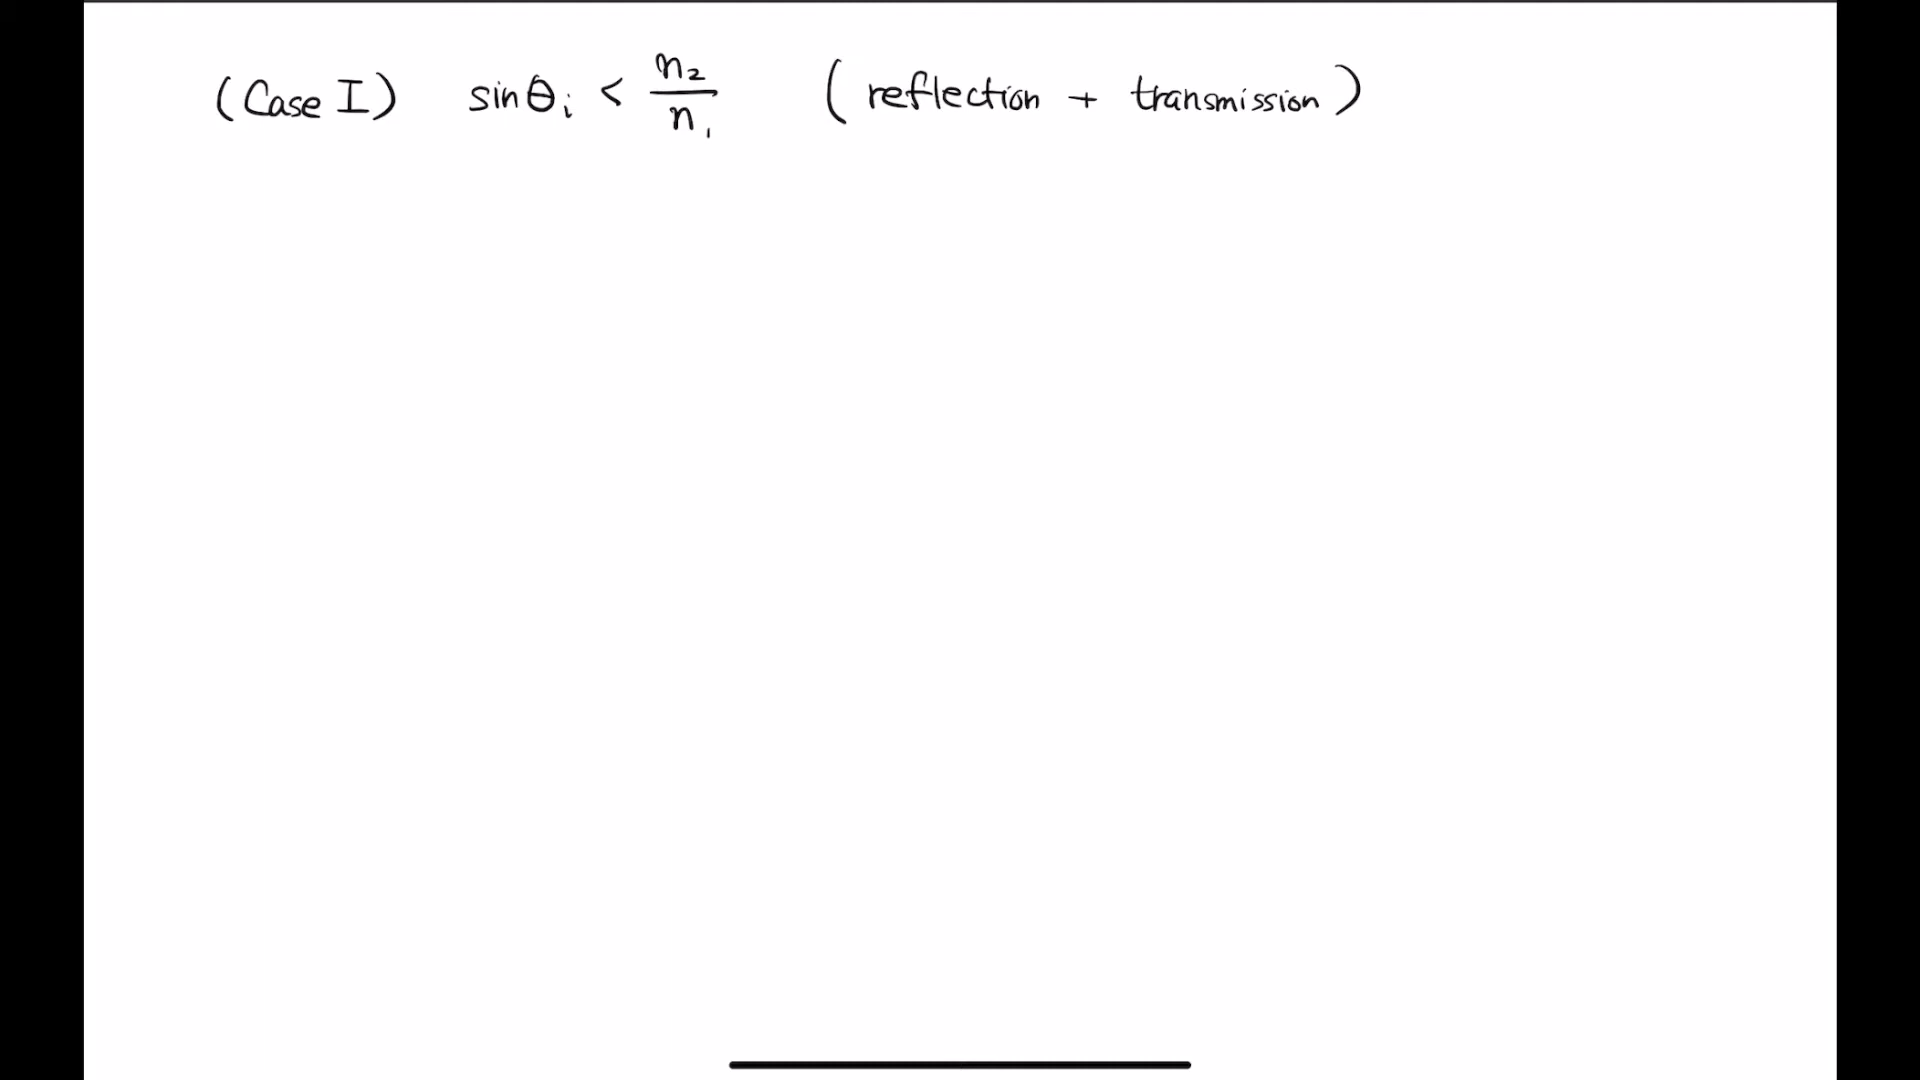 (Case I) sinθᵢ < n₂/n₁ (reflection + transmission)